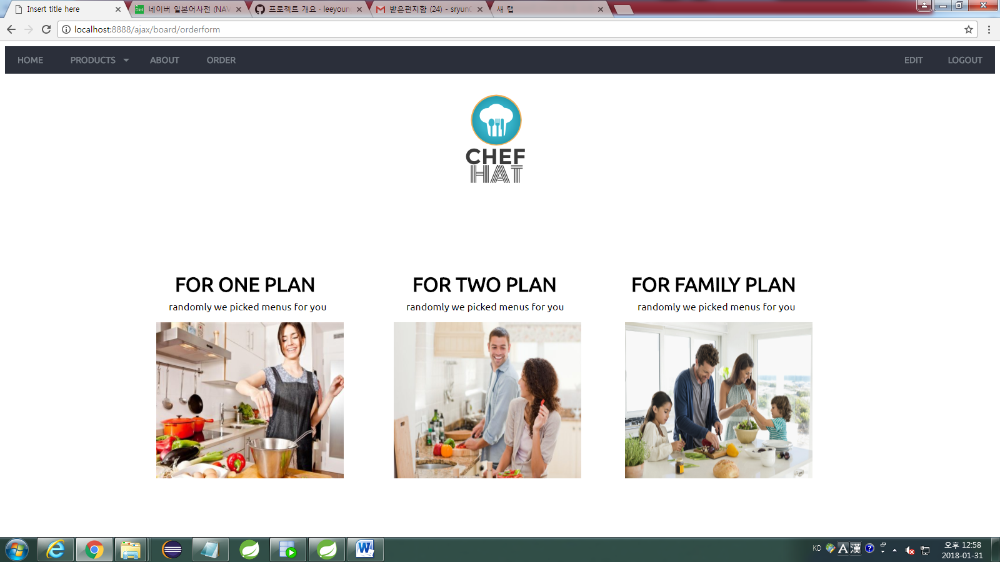 Insert title here
네이버 일본어사전 (NAV
프로젝트 개요 · leeyoun
받은편지함 (24) - sryun0
새 탭
localhost:8888/ajax/board/orderform
HOME PRODUCTS ABOUT ORDER EDIT LOGOUT
CHEF
HAT
FOR ONE PLAN FOR TWO PLAN FOR FAMILY PLAN
randomly we picked menus for you randomly we picked menus for you randomly we picked menus for you
KO A 漢 ? 오후 12:58
2018-01-31